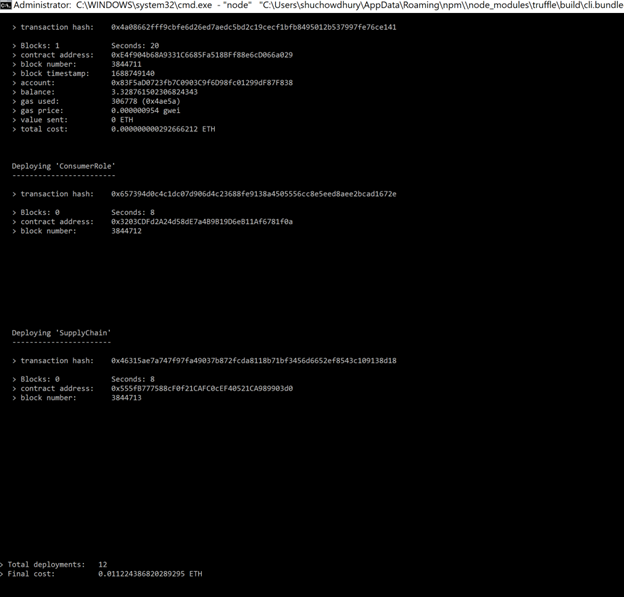 Administrator: C:\WINDOWS\system32\cmd.exe - "node" "C:\Users\shuchowdhury\AppData\Roaming\npm\\node_modules\truffle\build\cli.bundle
> transaction hash: 0x4a08662fff9cbfe6d26ed7aedc5bd2c19cecf1bfb8495012b537997fe76ce141
> Blocks: 1 Seconds: 20
> contract address: 0xE4f904b68A9331C6685Fa518BFf88e6cD066a029
> block number: 3844711
> block timestamp: 1688749140
> account: 0x83F5aD0723fb7C0903C9f6D98fc01299dF87F838
> balance: 3.328761502306824343
> gas used: 306778 (0x4ae5a)
> gas price: 0.000000954 gwei
> value sent: 0 ETH
> total cost: 0.000000000292666212 ETH
Deploying 'ConsumerRole'
------------------------
> transaction hash: 0x657394d0c4c1dc07d906d4c23688fe9138a4505556cc8e5eed8aee2bcad1672e
> Blocks: 0 Seconds: 8
> contract address: 0x3203CDFd2A24d58dE7a4B9B19D6eB11Af6781f0a
> block number: 3844712
Deploying 'SupplyChain'
-----------------------
> transaction hash: 0x46315ae7a747f97fa49037b872fcda8118b71bf3456d6652ef8543c109138d18
> Blocks: 0 Seconds: 8
> contract address: 0x555fB777588cF0f21CAFC0cEF40521CA989903d0
> block number: 3844713
> Total deployments: 12
> Final cost: 0.011224386820289295 ETH